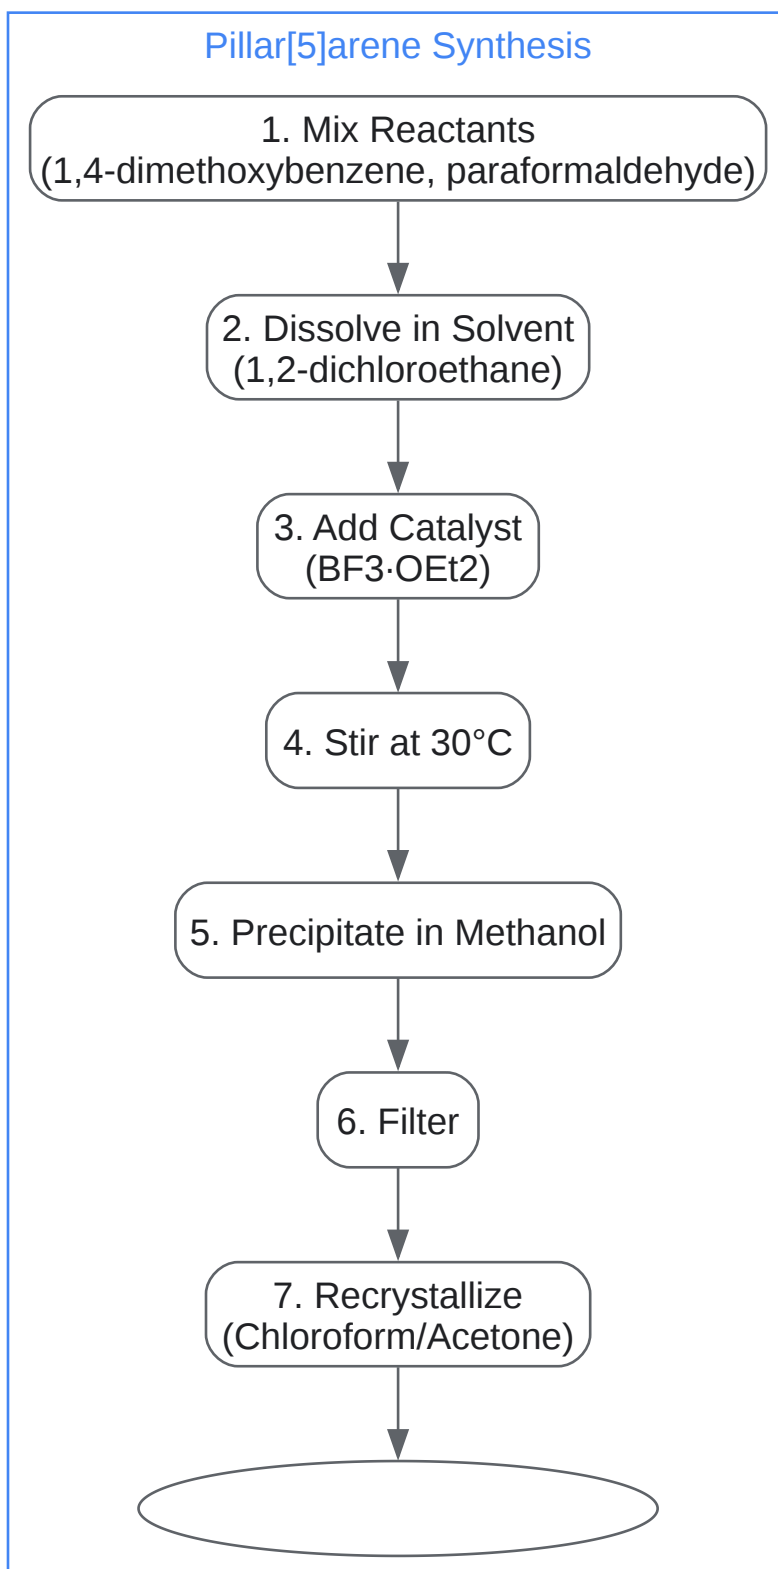 Pillar[5]arene Synthesis
1. Mix Reactants
(1,4-dimethoxybenzene, paraformaldehyde)
2. Dissolve in Solvent
(1,2-dichloroethane)
3. Add Catalyst
(BF3·OEt2)
4. Stir at 30°C
5. Precipitate in Methanol
6. Filter
7. Recrystallize
(Chloroform/Acetone)